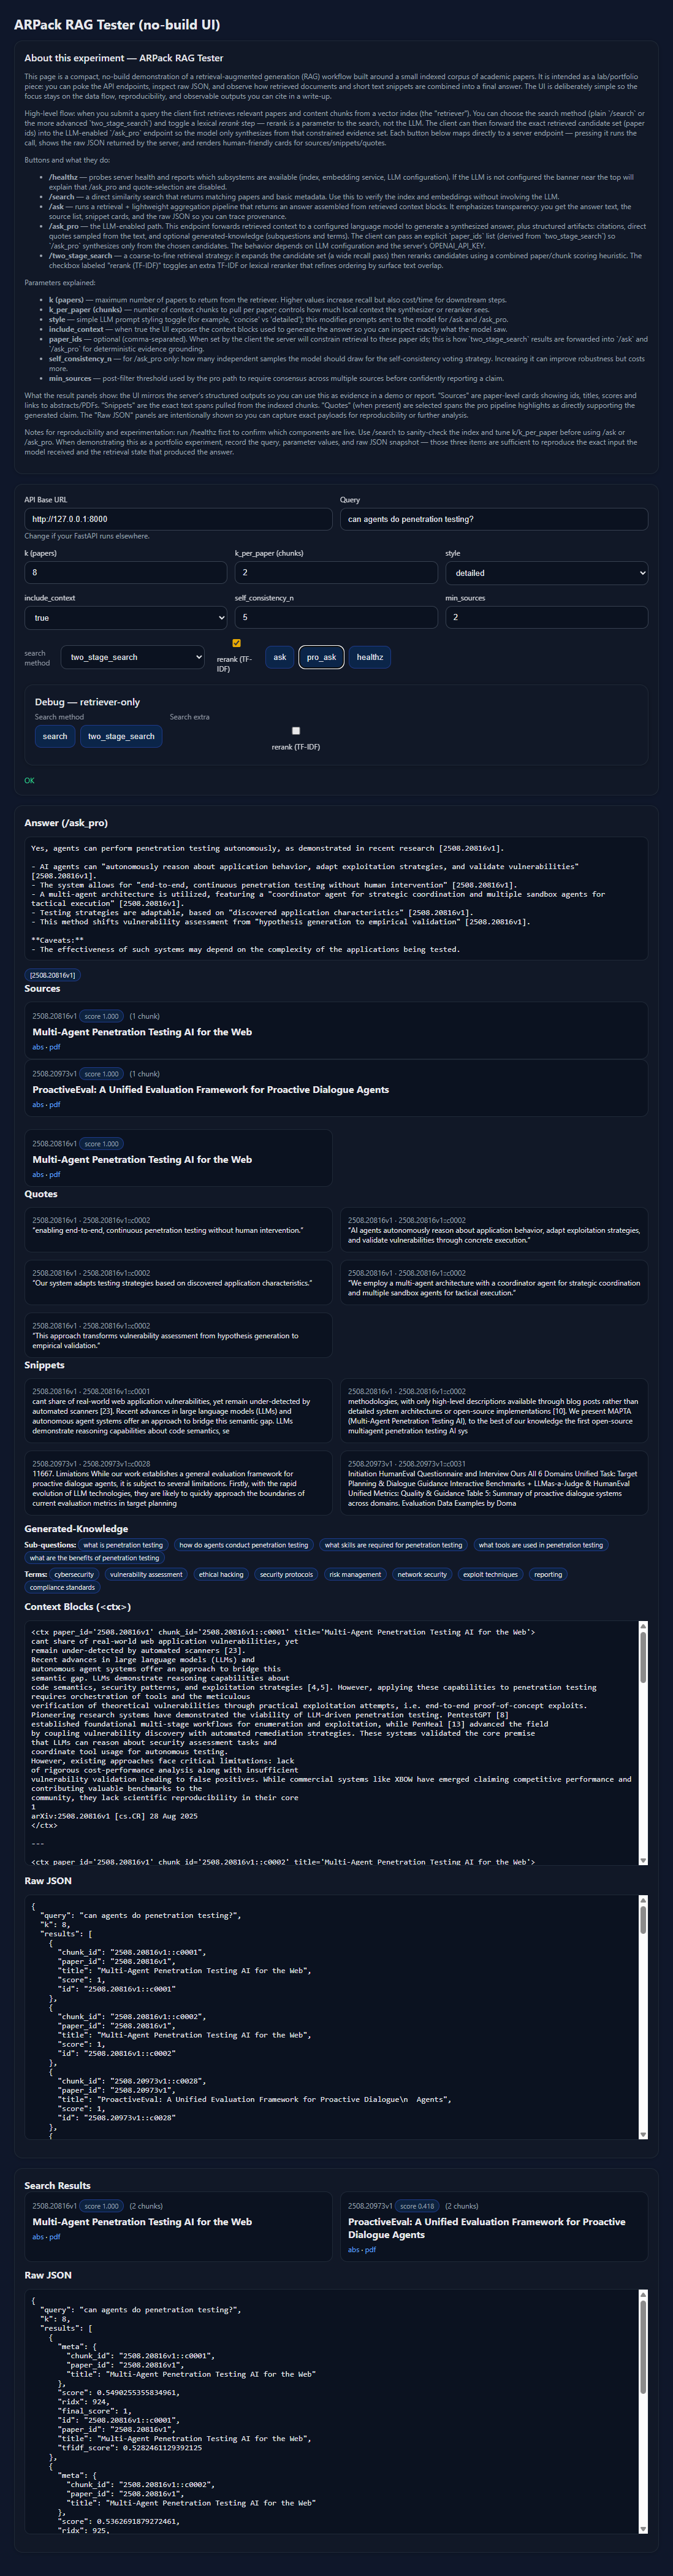 ARPack RAG Tester (no-build UI)
About this experiment — ARPack RAG Tester
This page is a compact, no-build demonstration of a retrieval-augmented generation (RAG) workflow built around a small indexed corpus of academic papers. It is intended as a lab/portfolio
piece: you can poke the API endpoints, inspect raw JSON, and observe how retrieved documents and short text snippets are combined into a final answer. The UI is deliberately simple so the
focus stays on the data flow, reproducibility, and observable outputs you can cite in a write-up.
High-level flow: when you submit a query the client first retrieves relevant papers and content chunks from a vector index (the "retriever"). You can choose the search method (plain `/search` or
the more advanced `two_stage_search`) and toggle a lexical rerank step — rerank is a parameter to the search, not the LLM. The client can then forward the exact retrieved candidate set (paper
ids) into the LLM-enabled `/ask_pro` endpoint so the model only synthesizes from that constrained evidence set. Each button below maps directly to a server endpoint — pressing it runs the
call, shows the raw JSON returned by the server, and renders human-friendly cards for sources/snippets/quotes.
Buttons and what they do:
• /healthz — probes server health and reports which subsystems are available (index, embedding service, LLM configuration). If the LLM is not configured the banner near the top will
explain that /ask_pro and quote-selection are disabled.
• /search — a direct similarity search that returns matching papers and basic metadata. Use this to verify the index and embeddings without involving the LLM.
• /ask — runs a retrieval + lightweight aggregation pipeline that returns an answer assembled from retrieved context blocks. It emphasizes transparency: you get the answer text, the
source list, snippet cards, and the raw JSON so you can trace provenance.
• /ask_pro — the LLM-enabled path. This endpoint forwards retrieved context to a configured language model to generate a synthesized answer, plus structured artifacts: citations, direct
quotes sampled from the text, and optional generated-knowledge (subquestions and terms). The client can pass an explicit `paper_ids` list (derived from `two_stage_search`) so
`/ask_pro` synthesizes only from the chosen candidates. The behavior depends on LLM configuration and the server's OPENAI_API_KEY.
• /two_stage_search — a coarse-to-fine retrieval strategy: it expands the candidate set (a wide recall pass) then reranks candidates using a combined paper/chunk scoring heuristic. The
checkbox labeled "rerank (TF-IDF)" toggles an extra TF-IDF or lexical reranker that refines ordering by surface text overlap.
Parameters explained:
• k (papers) — maximum number of papers to return from the retriever. Higher values increase recall but also cost/time for downstream steps.
• k_per_paper (chunks) — number of context chunks to pull per paper; controls how much local context the synthesizer or reranker sees.
• style — simple LLM prompt styling toggle (for example, 'concise' vs 'detailed'); this modifies prompts sent to the model for /ask and /ask_pro.
• include_context — when true the UI exposes the context blocks used to generate the answer so you can inspect exactly what the model saw.
• paper_ids — optional (comma-separated). When set by the client the server will constrain retrieval to these paper ids; this is how `two_stage_search` results are forwarded into `/ask` and
`/ask_pro` for deterministic evidence grounding.
• self_consistency_n — for /ask_pro only: how many independent samples the model should draw for the self-consistency voting strategy. Increasing it can improve robustness but costs
more.
• min_sources — post-filter threshold used by the pro path to require consensus across multiple sources before confidently reporting a claim.
What the result panels show: the UI mirrors the server's structured outputs so you can use this as evidence in a demo or report. "Sources" are paper-level cards showing ids, titles, scores and
links to abstracts/PDFs. "Snippets" are the exact text spans pulled from the indexed chunks. "Quotes" (when present) are selected spans the pro pipeline highlights as directly supporting the
generated claim. The "Raw JSON" panels are intentionally shown so you can capture exact payloads for reproducibility or further analysis.
Notes for reproducibility and experimentation: run /healthz first to confirm which components are live. Use /search to sanity-check the index and tune k/k_per_paper before using /ask or
/ask_pro. When demonstrating this as a portfolio experiment, record the query, parameter values, and raw JSON snapshot — those three items are sufficient to reproduce the exact input the
model received and the retrieval state that produced the answer.
API Base URL
Query
http://127.0.0.1:8000
can agents do penetration testing?
Change if your FastAPI runs elsewhere.
k (papers)
k_per_paper (chunks)
style
8
2
detailed
include_context
self_consistency_n
min_sources
true
5
2
search
method
two_stage_search
rerank (TF-
IDF)
ask
pro_ask
healthz
Debug — retriever-only
Search method
Search extra
search
two_stage_search
rerank (TF-IDF)
OK
Answer (/ask_pro)
Yes, agents can perform penetration testing autonomously, as demonstrated in recent research [2508.20816v1].
- AI agents can "autonomously reason about application behavior, adapt exploitation strategies, and validate vulnerabilities"
[2508.20816v1].
- The system allows for "end-to-end, continuous penetration testing without human intervention" [2508.20816v1].
- A multi-agent architecture is utilized, featuring a "coordinator agent for strategic coordination and multiple sandbox agents for
tactical execution" [2508.20816v1].
- Testing strategies are adaptable, based on "discovered application characteristics" [2508.20816v1].
- This method shifts vulnerability assessment from "hypothesis generation to empirical validation" [2508.20816v1].
**Caveats:**
- The effectiveness of such systems may depend on the complexity of the applications being tested.
[2508.20816v1]
Sources
2508.20816v1 score 1.000 (1 chunk)
Multi-Agent Penetration Testing AI for the Web
abs · pdf
2508.20973v1 score 1.000 (1 chunk)
ProactiveEval: A Unified Evaluation Framework for Proactive Dialogue Agents
abs · pdf
2508.20816v1 score 1.000
Multi-Agent Penetration Testing AI for the Web
abs · pdf
Quotes
2508.20816v1 · 2508.20816v1::c0002
“enabling end-to-end, continuous penetration testing without human intervention.”
2508.20816v1 · 2508.20816v1::c0002
“AI agents autonomously reason about application behavior, adapt exploitation strategies,
and validate vulnerabilities through concrete execution.”
2508.20816v1 · 2508.20816v1::c0002
“Our system adapts testing strategies based on discovered application characteristics.”
2508.20816v1 · 2508.20816v1::c0002
“We employ a multi-agent architecture with a coordinator agent for strategic coordination
and multiple sandbox agents for tactical execution.”
2508.20816v1 · 2508.20816v1::c0002
“This approach transforms vulnerability assessment from hypothesis generation to
empirical validation.”
Snippets
2508.20816v1 · 2508.20816v1::c0001
cant share of real-world web application vulnerabilities, yet remain under-detected by
automated scanners [23]. Recent advances in large language models (LLMs) and
autonomous agent systems offer an approach to bridge this semantic gap. LLMs
demonstrate reasoning capabilities about code semantics, se
2508.20816v1 · 2508.20816v1::c0002
methodologies, with only high-level descriptions available through blog posts rather than
detailed system architectures or open-source implementations [10]. We present MAPTA
(Multi-Agent Penetration Testing AI), to the best of our knowledge the first open-source
multiagent penetration testing AI sys
2508.20973v1 · 2508.20973v1::c0028
11667. Limiations While our work establishes a general evaluation framework for
proactive dialogue agents, it is subject to several limitations. Firstly, with the rapid
evolution of LLM technologies, they are likely to quickly approach the boundaries of
current evaluation metrics in target planning
2508.20973v1 · 2508.20973v1::c0031
Initiation HumanEval Questionnaire and Interview Ours All 6 Domains Unified Task: Target
Planning & Dialogue Guidance Interactive Benchmarks + LLMas-a-Judge & HumanEval
Unified Metrics: Quality & Guidance Table 5: Summary of proactive dialogue systems
across domains. Evaluation Data Examples by Doma
Generated-Knowledge
Sub-questions: what is penetration testing how do agents conduct penetration testing what skills are required for penetration testing what tools are used in penetration testing
what are the benefits of penetration testing
Terms: cybersecurity vulnerability assessment ethical hacking security protocols risk management network security exploit techniques reporting
compliance standards
Context Blocks (<ctx>)
<ctx paper_id='2508.20816v1' chunk_id='2508.20816v1::c0001' title='Multi-Agent Penetration Testing AI for the Web'>
cant share of real-world web application vulnerabilities, yet
remain under-detected by automated scanners [23].
Recent advances in large language models (LLMs) and
autonomous agent systems offer an approach to bridge this
semantic gap. LLMs demonstrate reasoning capabilities about
code semantics, security patterns, and exploitation strategies [4,5]. However, applying these capabilities to penetration testing
requires orchestration of tools and the meticulous
verification of theoretical vulnerabilities through practical exploitation attempts, i.e. end-to-end proof-of-concept exploits.
Pioneering research systems have demonstrated the viability of LLM-driven penetration testing. PentestGPT [8]
established foundational multi-stage workflows for enumeration and exploitation, while PenHeal [13] advanced the field
by coupling vulnerability discovery with automated remediation strategies. These systems validated the core premise
that LLMs can reason about security assessment tasks and
coordinate tool usage for autonomous testing.
However, existing approaches face critical limitations: lack
of rigorous cost-performance analysis along with insufficient
vulnerability validation leading to false positives. While commercial systems like XBOW have emerged claiming competitive performance and
contributing valuable benchmarks to the
community, they lack scientific reproducibility in their core
1
arXiv:2508.20816v1 [cs.CR] 28 Aug 2025
</ctx>
---
<ctx paper_id='2508.20816v1' chunk_id='2508.20816v1::c0002' title='Multi-Agent Penetration Testing AI for the Web'>
Raw JSON
{
"query": "can agents do penetration testing?",
"k": 8,
"results": [
{
"chunk_id": "2508.20816v1::c0001",
"paper_id": "2508.20816v1",
"title": "Multi-Agent Penetration Testing AI for the Web",
"score": 1,
"id": "2508.20816v1::c0001"
},
{
"chunk_id": "2508.20816v1::c0002",
"paper_id": "2508.20816v1",
"title": "Multi-Agent Penetration Testing AI for the Web",
"score": 1,
"id": "2508.20816v1::c0002"
},
{
"chunk_id": "2508.20973v1::c0028",
"paper_id": "2508.20973v1",
"title": "ProactiveEval: A Unified Evaluation Framework for Proactive Dialogue\n  Agents",
"score": 1,
"id": "2508.20973v1::c0028"
},
{
Search Results
2508.20816v1 score 1.000 (2 chunks)
Multi-Agent Penetration Testing AI for the Web
abs · pdf
2508.20973v1 score 0.418 (2 chunks)
ProactiveEval: A Unified Evaluation Framework for Proactive
Dialogue Agents
abs · pdf
Raw JSON
{
"query": "can agents do penetration testing?",
"k": 8,
"results": [
{
"meta": {
"chunk_id": "2508.20816v1::c0001",
"paper_id": "2508.20816v1",
"title": "Multi-Agent Penetration Testing AI for the Web"
},
"score": 0.5490255355834961,
"ridx": 924,
"final_score": 1,
"id": "2508.20816v1::c0001",
"paper_id": "2508.20816v1",
"title": "Multi-Agent Penetration Testing AI for the Web",
"tfidf_score": 0.5282461129392125
},
{
"meta": {
"chunk_id": "2508.20816v1::c0002",
"paper_id": "2508.20816v1",
"title": "Multi-Agent Penetration Testing AI for the Web"
},
"score": 0.5362691879272461,
"ridx": 925,